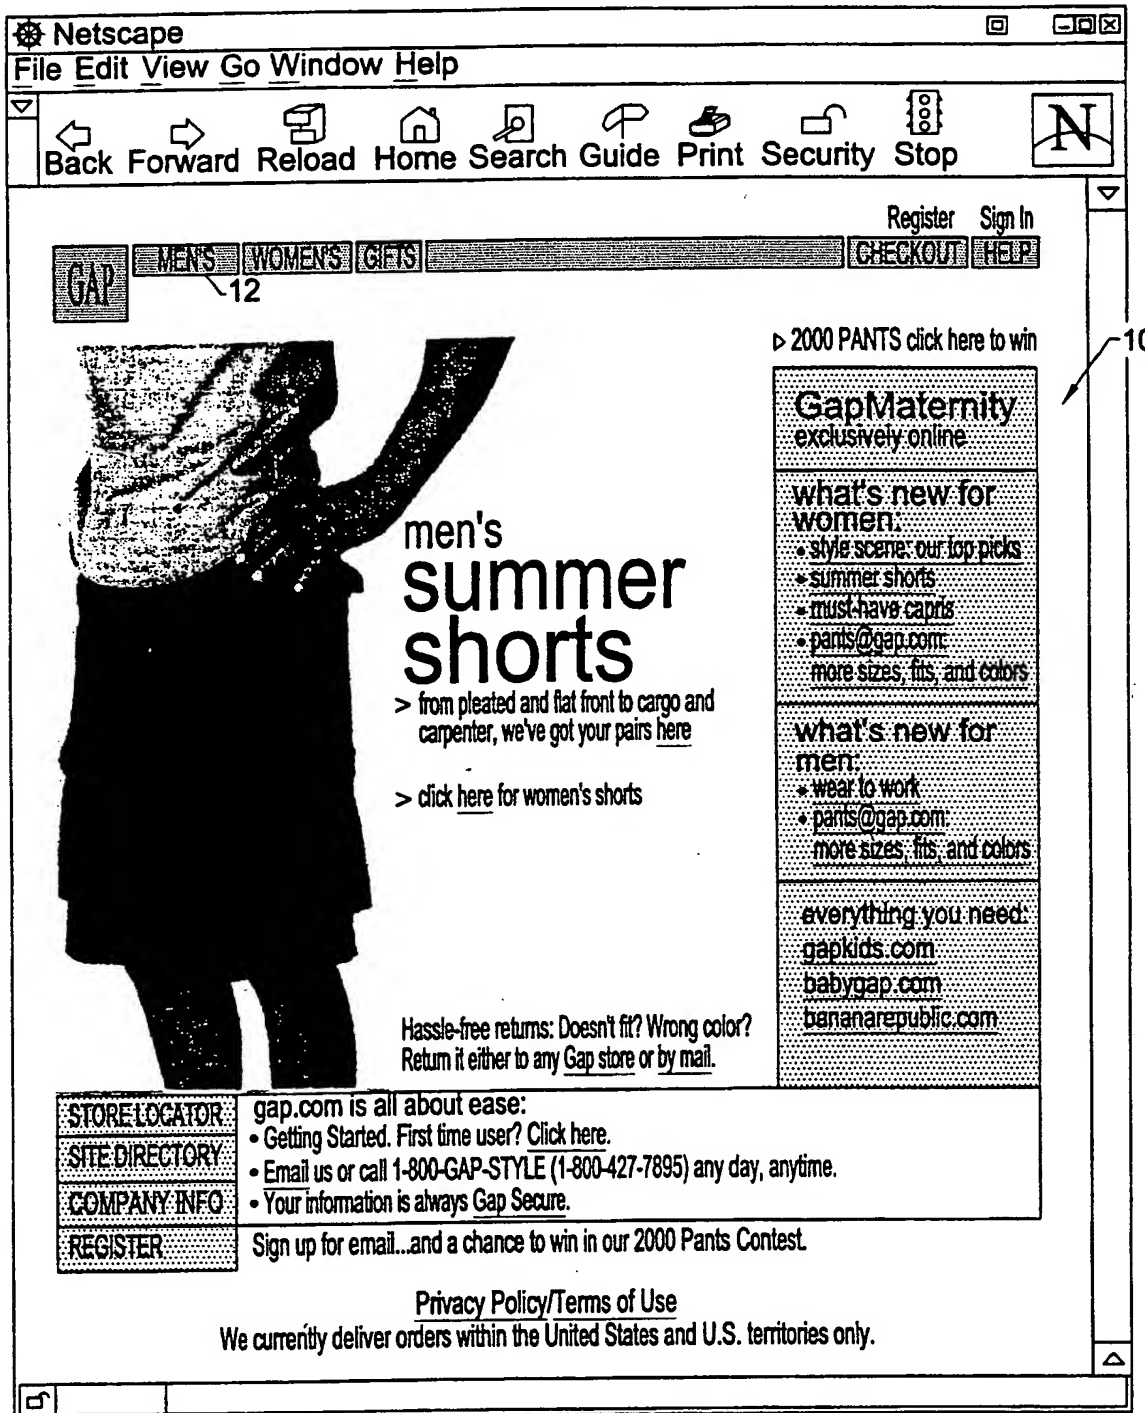 Netscape
File Edit View Go Window Help
Back Forward Reload Home Search Guide Print Security Stop
N
Register Sign In
GAP MEN'S WOMEN'S GIFTS CHECKOUT HELP
12
2000 PANTS click here to win
10
GapMaternity
exclusively online
what's new for
women:
• style scene: our top picks
• summer shorts
• must-have capris
• pants@gap.com:
more sizes, fits, and colors
what's new for
men:
• wear to work
• pants@gap.com:
more sizes, fits, and colors
everything you need:
gapkids.com
babygap.com
bananarepublic.com
men's
summer
shorts
> from pleated and flat front to cargo and
carpenter, we've got your pairs here
> click here for women's shorts
Hassle-free returns: Doesn't fit? Wrong color?
Return it either to any Gap store or by mail.
STORE LOCATOR
SITE DIRECTORY
COMPANY INFO
REGISTER
gap.com is all about ease:
• Getting Started. First time user? Click here.
• Email us or call 1-800-GAP-STYLE (1-800-427-7895) any day, anytime.
• Your information is always Gap Secure.
Sign up for email...and a chance to win in our 2000 Pants Contest.
Privacy Policy/Terms of Use
We currently deliver orders within the United States and U.S. territories only.